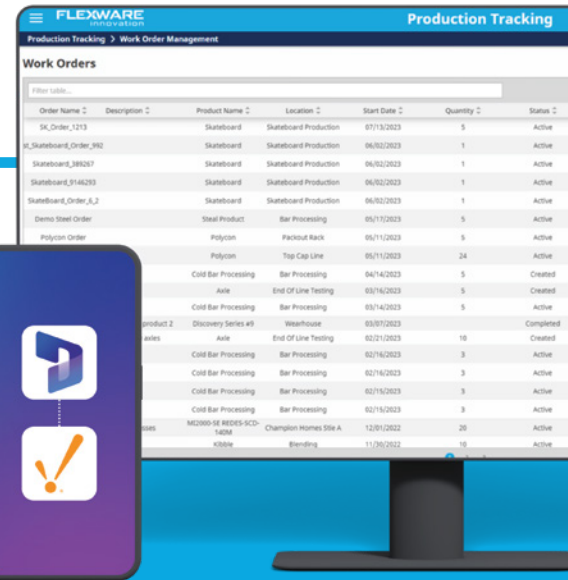 FLEXWARE
innovation
Production Tracking
Production Tracking > Work Order Management
Work Orders
Filter table...
Order Name Description Product Name Location Start Date Quantity Status
SK_Order_1213 Skateboard Skateboard Production 07/13/2023 5 Active
st_Skateboard_Order_992 Skateboard Skateboard Production 06/02/2023 1 Active
Skateboard_389267 Skateboard Skateboard Production 06/02/2023 1 Active
Skateboard_9146293 Skateboard Skateboard Production 06/02/2023 1 Active
SkateBoard_Order_6_2 Skateboard Skateboard Production 06/02/2023 1 Active
Demo Steel Order Steal Product Bar Processing 05/17/2023 5 Active
Polycon Order Polycon Packout Rack 05/11/2023 5 Active
Polycon Top Cap Line 05/11/2023 24 Active
Cold Bar Processing Bar Processing 04/14/2023 5 Created
Axle End Of Line Testing 03/16/2023 5 Created
Cold Bar Processing Bar Processing 03/14/2023 5 Active
product 2 Discovery Series #9 Wearhouse 03/07/2023 Completed
axles Axle End Of Line Testing 02/21/2023 10 Created
Cold Bar Processing Bar Processing 02/16/2023 3 Active
Cold Bar Processing Bar Processing 02/16/2023 3 Active
Cold Bar Processing Bar Processing 02/15/2023 3 Active
Cold Bar Processing Bar Processing 02/15/2023 3 Active
MI2000-SE REDES-SCD-
140M Champion Homes Stle A 12/01/2022 20 Active
Kibble Blending 11/30/2022 10 Active